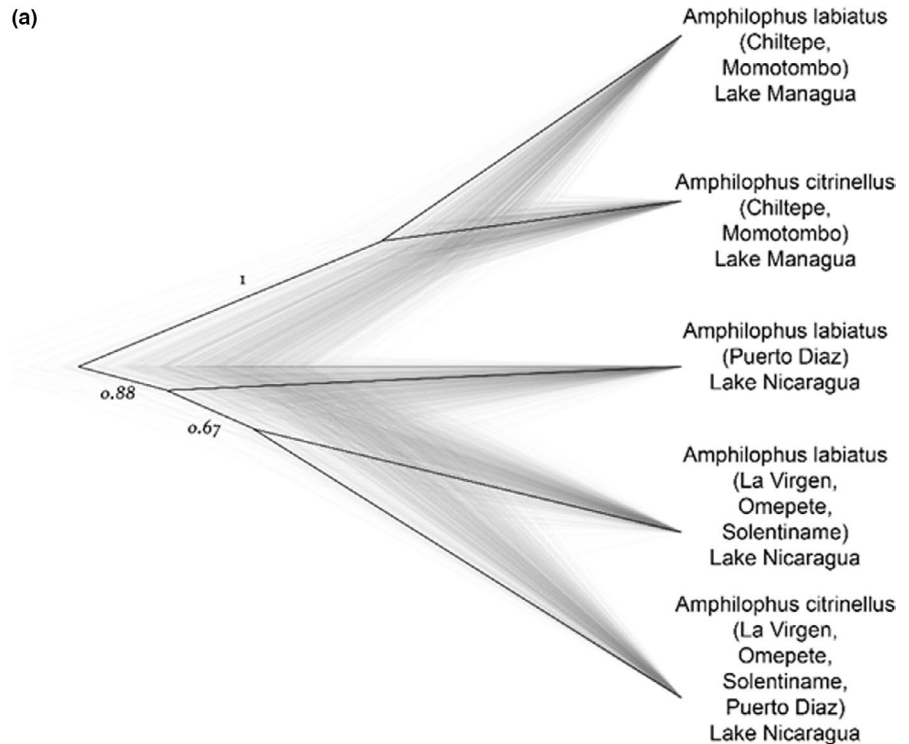 (a)
Amphilophus labiatus
(Chiltepe,
Momotombo)
Lake Managua
Amphilophus citrinellus
(Chiltepe,
Momotombo)
Lake Managua
1
Amphilophus labiatus
(Puerto Diaz)
Lake Nicaragua
0.88
0.67
Amphilophus labiatus
(La Virgen,
Omepete,
Solentiname)
Lake Nicaragua
Amphilophus citrinellus
(La Virgen,
Omepete,
Solentiname,
Puerto Diaz)
Lake Nicaragua